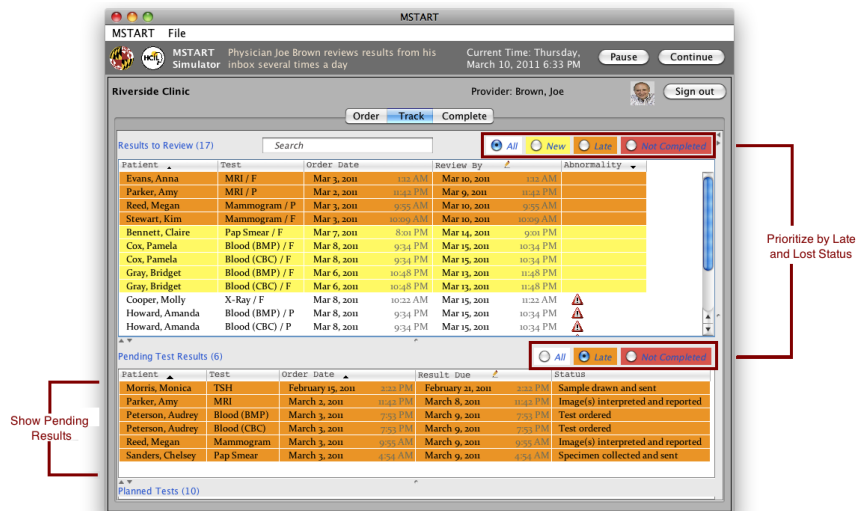 MSTART
MSTART File
MSTART Simulator
Physician Joe Brown reviews results from his inbox several times a day
Current Time: Thursday, March 10, 2011 6:33 PM
Pause Continue
Riverside Clinic
Provider: Brown, Joe
Sign out
Order Track Complete
Results to Review (17)
Search
All New Late Not Completed
Patient Test Order Date Review By Abnormality
Evans, Anna MRI / F Mar 3, 2011 1:12 AM Mar 10, 2011 1:12 AM
Parker, Amy MRI / P Mar 2, 2011 11:42 PM Mar 9, 2011 11:42 PM
Reed, Megan Mammogram / P Mar 3, 2011 9:55 AM Mar 10, 2011 9:55 AM
Stewart, Kim Mammogram / F Mar 3, 2011 10:09 AM Mar 10, 2011 10:09 AM
Bennett, Claire Pap Smear / F Mar 7, 2011 8:01 PM Mar 14, 2011 9:01 PM
Cox, Pamela Blood (BMP) / F Mar 8, 2011 9:34 PM Mar 15, 2011 10:34 PM
Cox, Pamela Blood (CBC) / F Mar 8, 2011 9:34 PM Mar 15, 2011 10:34 PM
Gray, Bridget Blood (BMP) / F Mar 6, 2011 10:48 PM Mar 13, 2011 11:48 PM
Gray, Bridget Blood (CBC) / F Mar 6, 2011 10:48 PM Mar 13, 2011 11:48 PM
Cooper, Molly X-Ray / F Mar 8, 2011 10:22 AM Mar 15, 2011 11:22 AM
Howard, Amanda Blood (BMP) / P Mar 8, 2011 9:34 PM Mar 15, 2011 10:34 PM
Howard, Amanda Blood (CBC) / P Mar 8, 2011 9:34 PM Mar 15, 2011 10:34 PM
Prioritize by Late
and Lost Status
Pending Test Results (6)
All Late Not Completed
Patient Test Order Date Result Due Status
Morris, Monica TSH February 15, 2011 2:22 PM February 21, 2011 2:22 PM Sample drawn and sent
Parker, Amy MRI March 2, 2011 11:42 PM March 8, 2011 11:42 PM Image(s) interpreted and reported
Peterson, Audrey Blood (BMP) March 3, 2011 7:53 PM March 9, 2011 7:53 PM Test ordered
Peterson, Audrey Blood (CBC) March 3, 2011 7:53 PM March 9, 2011 7:53 PM Test ordered
Reed, Megan Mammogram March 3, 2011 9:55 AM March 9, 2011 9:55 AM Image(s) interpreted and reported
Sanders, Chelsey Pap Smear March 3, 2011 4:54 AM March 9, 2011 4:54 AM Specimen collected and sent
Show Pending
Results
Planned Tests (10)